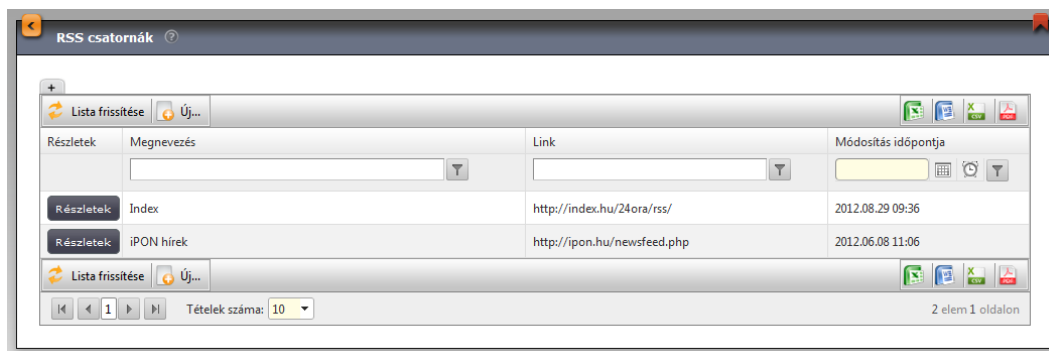 RSS csatornák ?
+
Lista frissítése Új...
Részletek Megnevezés Link Módosítás időpontja
Részletek Index http://index.hu/24ora/rss/ 2012.08.29 09:36
Részletek iPON hírek http://ipon.hu/newsfeed.php 2012.06.08 11:06
Lista frissítése Új...
1 Tételek száma: 10 2 elem 1 oldalon